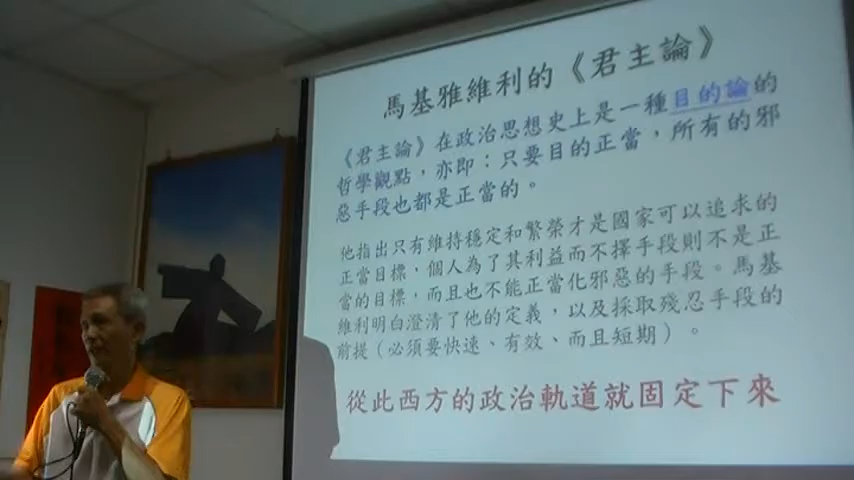 馬基雅維利的《君主論》
《君主論》在政治思想史上是一種目的論的
哲學觀點，亦即：只要目的正當，所有的邪
惡手段也都是正當的。
他指出只有維持穩定和繁榮才是國家可以追求的
正當目標，個人為了其利益而不擇手段則不是正
當的目標，而且也不能正當化邪惡的手段。馬基
維利明白澄清了他的定義，以及採取殘忍手段的
前提（必須要快速、有效、而且短期）。
從此西方的政治軌道就固定下來